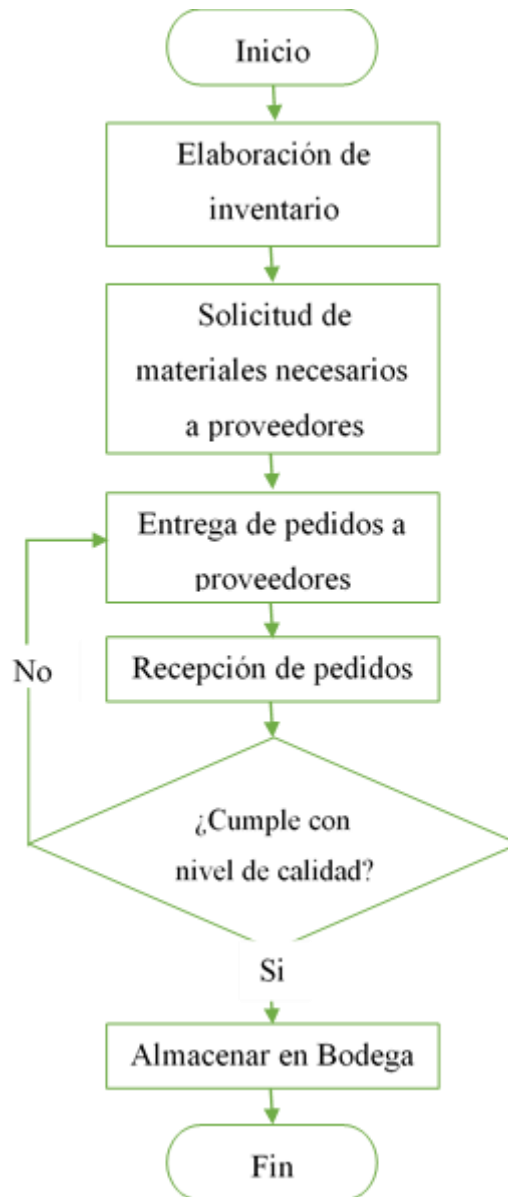 Inicio
Elaboración de
inventario
Solicitud de
materiales necesarios
a proveedores
Entrega de pedidos a
proveedores
No
Recepción de pedidos
¿Cumple con
nivel de calidad?
Si
Almacenar en Bodega
Fin